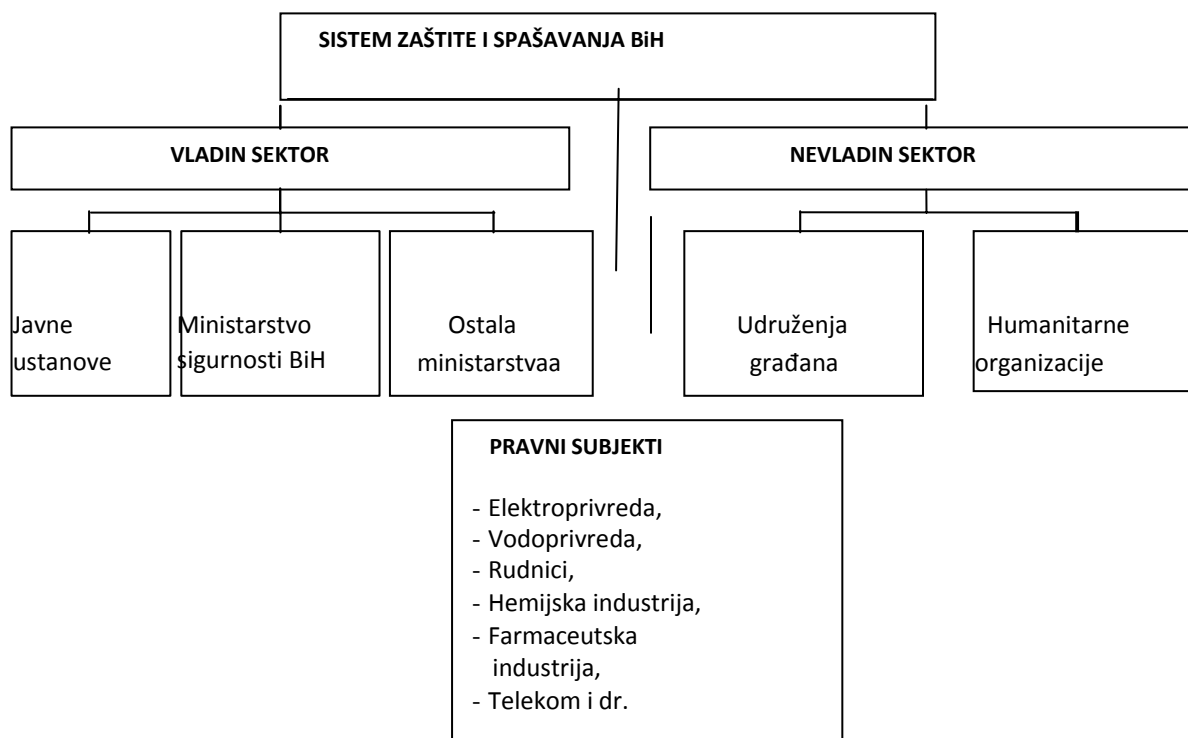 SISTEM ZAŠTITE I SPAŠAVANJA BiH
VLADIN SEKTOR
NEVLADIN SEKTOR
Javne
ustanove
Ministarstvo
sigurnosti BiH
Ostala
ministarstvaa
Udruženja
građana
Humanitarne
organizacije
PRAVNI SUBJEKTI
- Elektroprivreda,
- Vodoprivreda,
- Rudnici,
- Hemijska industrija,
- Farmaceutska
industrija,
- Telekom i dr.